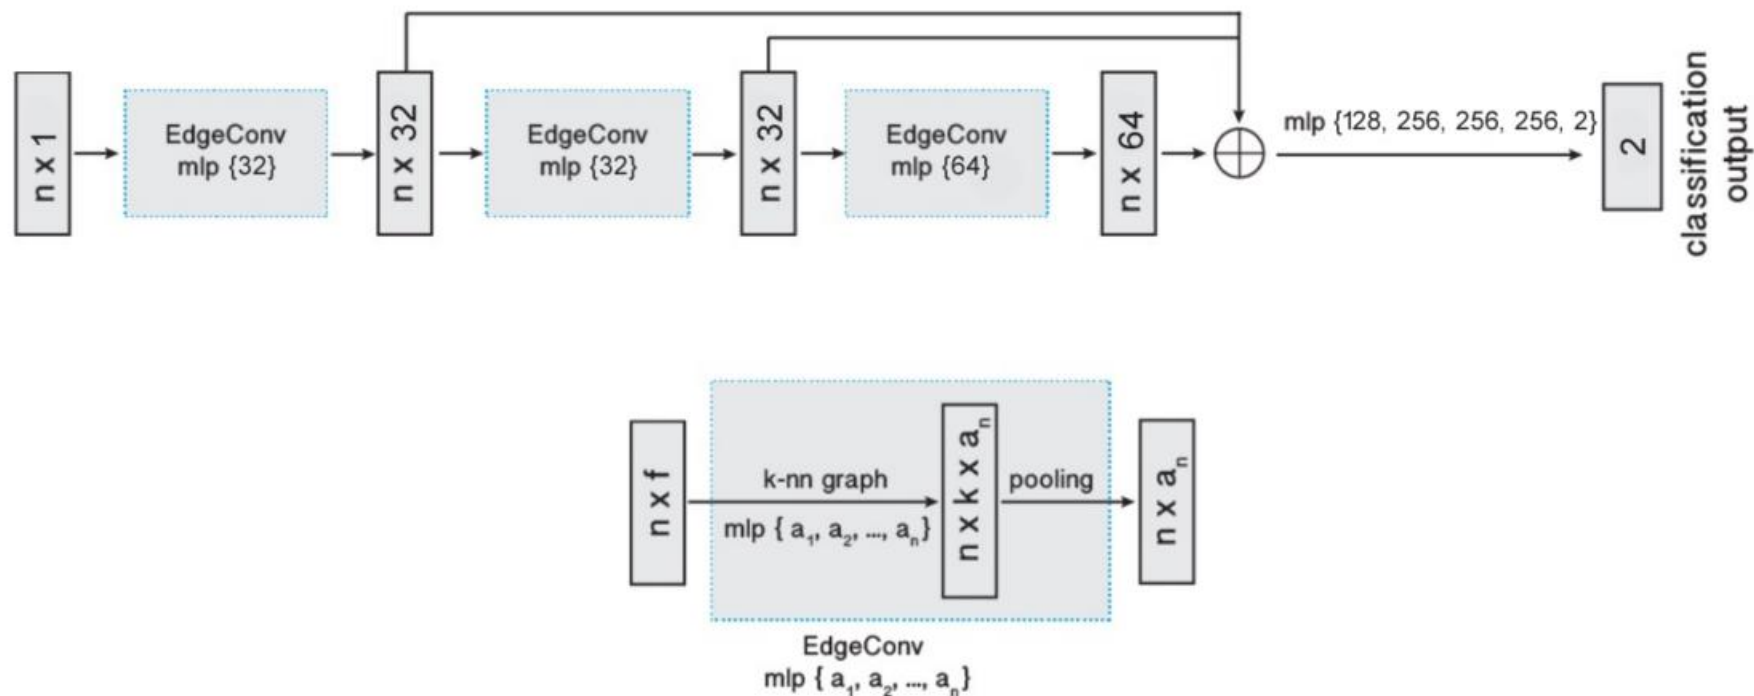 n x 1
EdgeConv
mlp {32}
n x 32
EdgeConv
mlp {32}
n x 32
EdgeConv
mlp {64}
n x 64
mlp {128, 256, 256, 256, 2}
2
classification
output
n x f
k-nn graph
mlp { a₁, a₂, ..., aₙ}
n x k x aₙ
pooling
n x aₙ
EdgeConv
mlp { a₁, a₂, ..., aₙ}